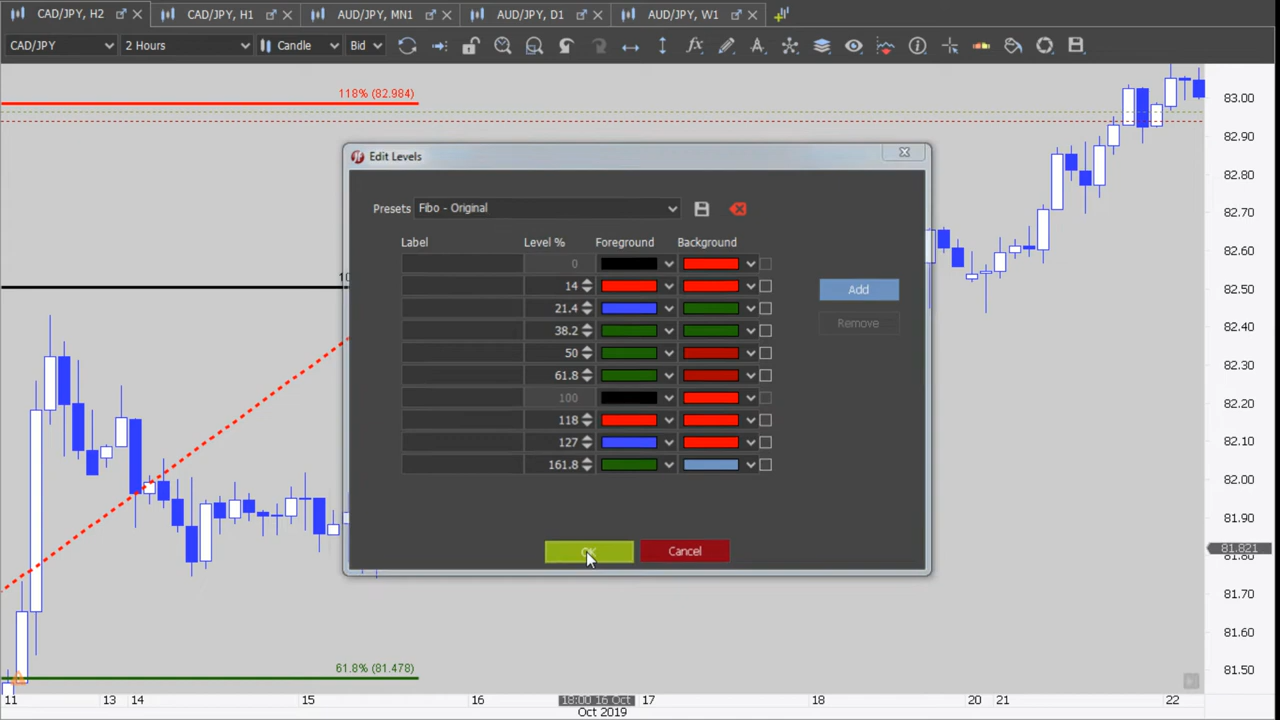 CAD/JPY, H2 CAD/JPY, H1 AUD/JPY, MN1 AUD/JPY, D1 AUD/JPY, W1
CAD/JPY 2 Hours Candle Bid
118% (82.984)
83.00
82.90
82.80
82.70
82.60
82.50
82.40
82.30
82.20
82.10
82.00
81.90
81.821
81.80
81.70
81.60
81.50
Edit Levels
Presets Fibo - Original
Label Level % Foreground Background
0
14
21.4
38.2
50
61.8
100
118
127
161.8
Add
Remove
OK Cancel
61.8% (81.478)
11 13 14 15 16 18:00 16 Oct 17 18 20 21 22
Oct 2019